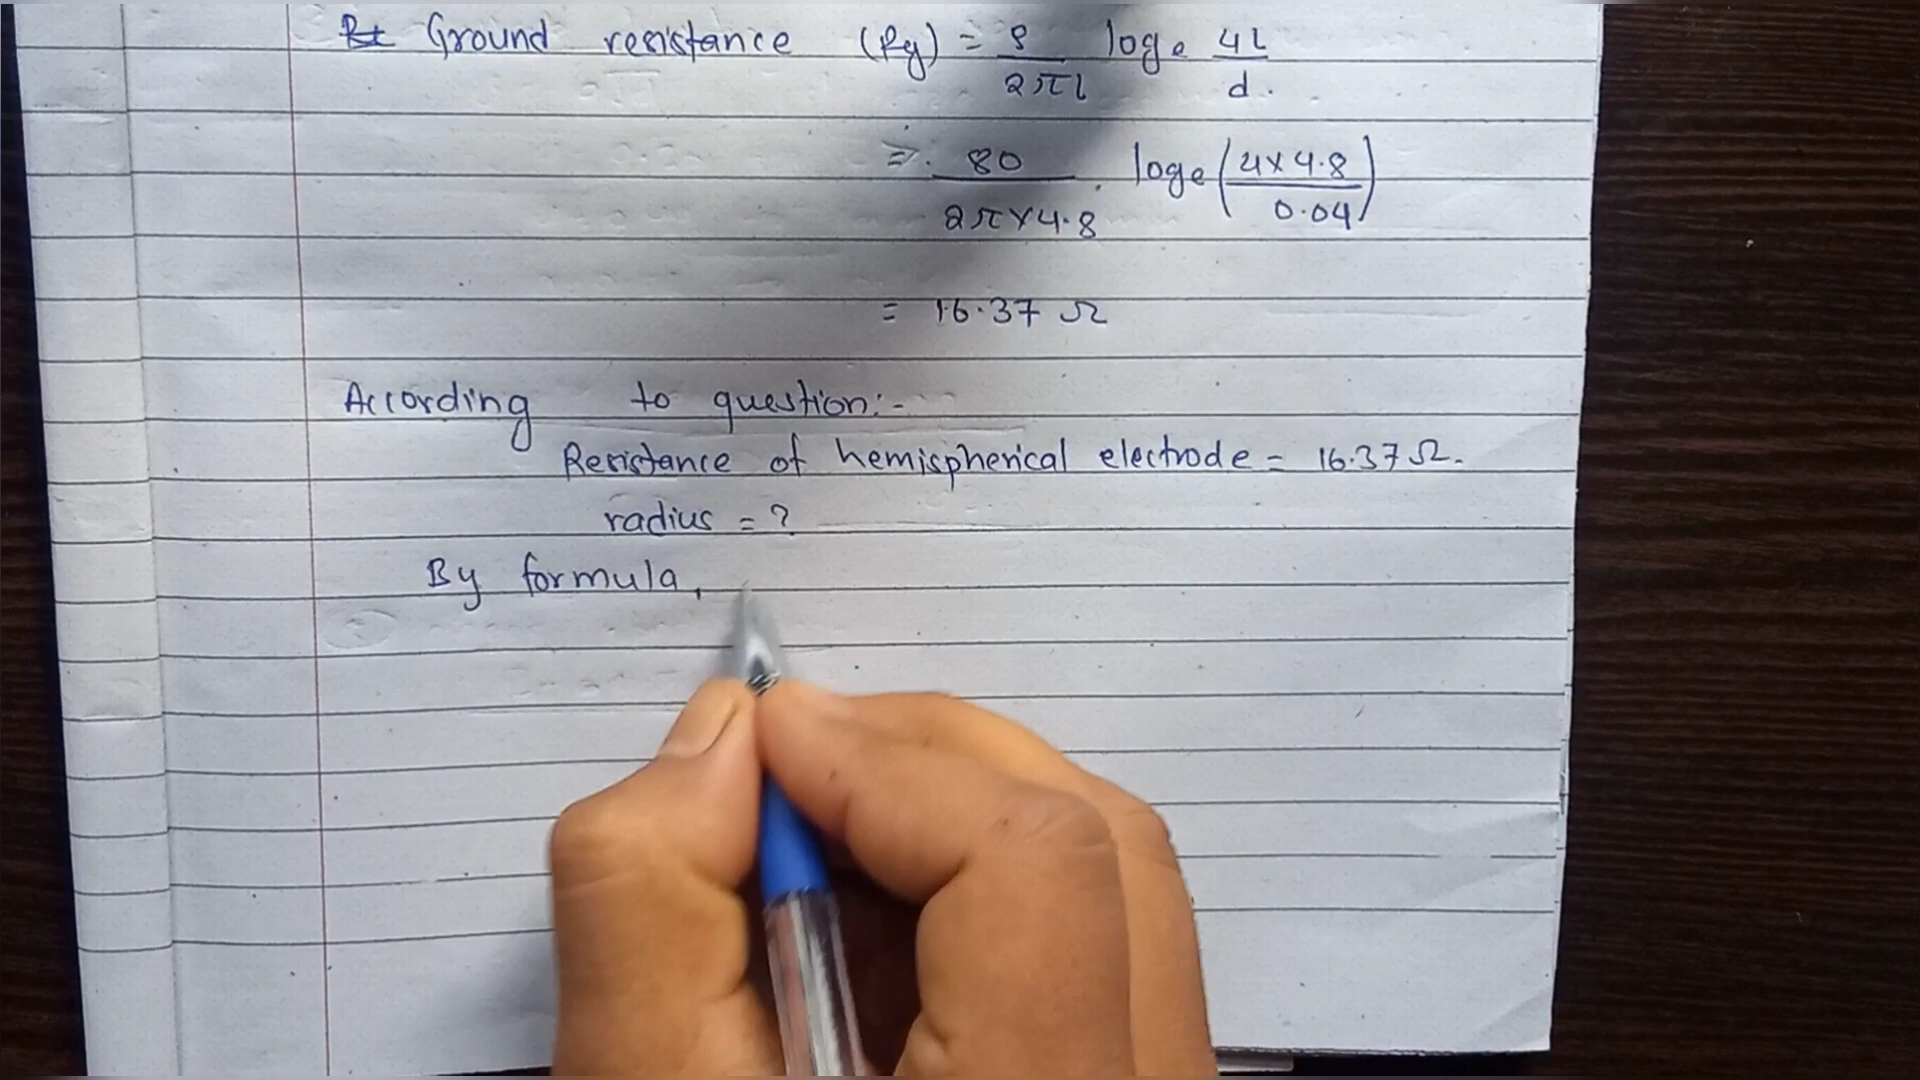 Ground resistance (Rg) = ρ/2πl loge 4l/d.
⇒ 80/2π×4.8 . loge (4×4.8/0.04)
= 16.37 Ω
According to question:-
Resistance of hemispherical electrode = 16.37 Ω.
radius = ?
By formula,